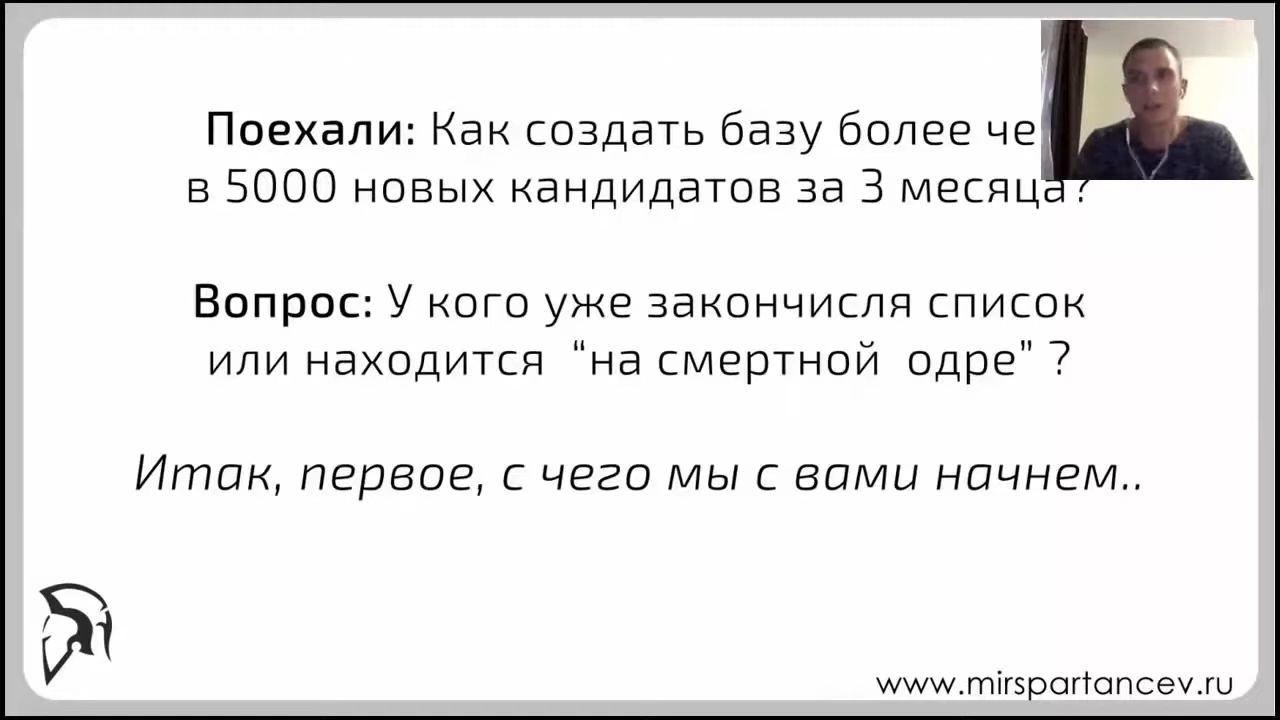 Поехали: Как создать базу более че
в 5000 новых кандидатов за 3 месяца?
Вопрос: У кого уже закончисля список
или находится “на смертной одре” ?
Итак, первое, с чего мы с вами начнем..
www.mirspartancev.ru